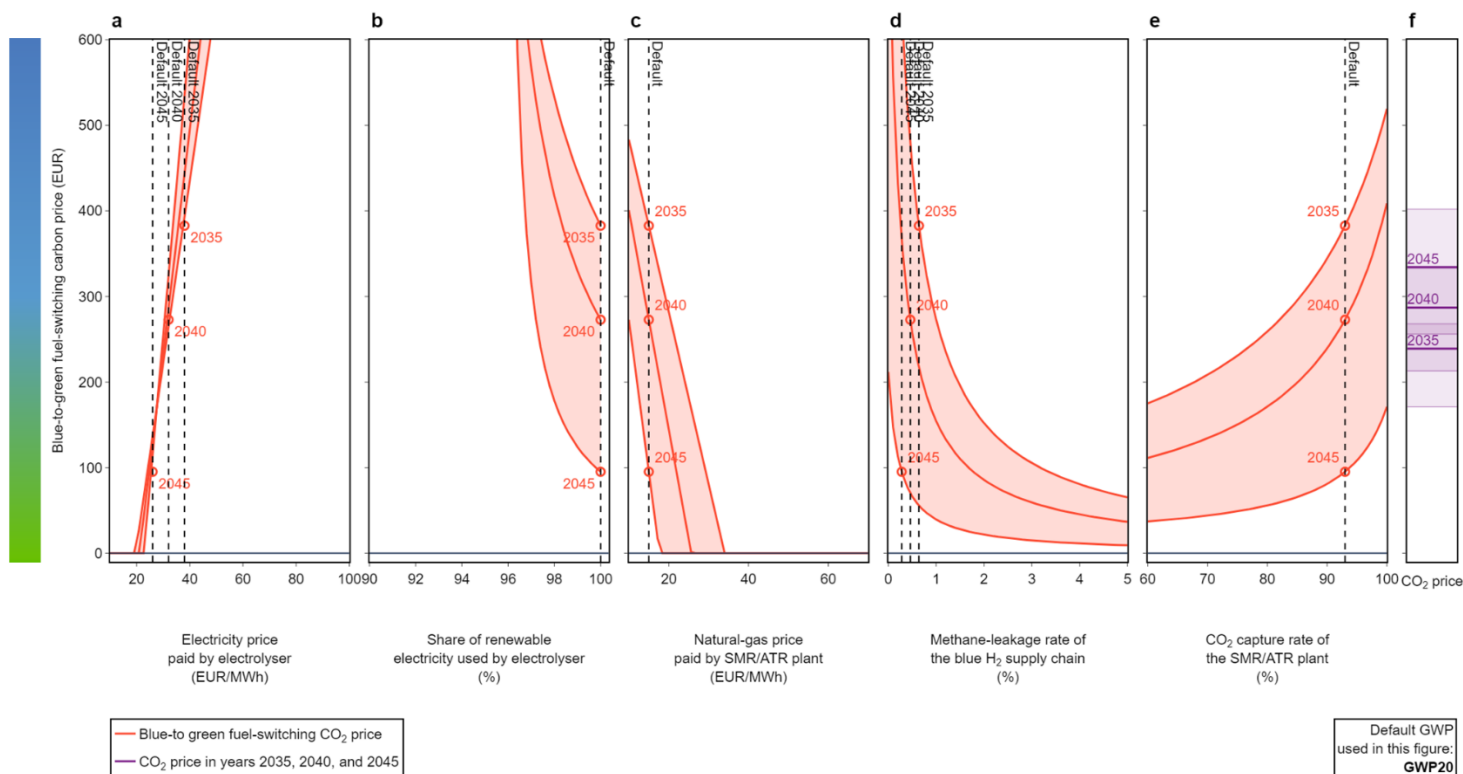 a
b
c
d
e
f
Blue-to-green fuel-switching carbon price (EUR)
600
500
400
300
200
100
0
Default 2045
Default 2040
Default 2035
2035
2040
2045
20
40
60
80
100
Electricity price
paid by electrolyser
(EUR/MWh)
Default
2035
2040
2045
90
92
94
96
98
100
Share of renewable
electricity used by electrolyser
(%)
Default
2035
2040
2045
20
40
60
Natural-gas price
paid by SMR/ATR plant
(EUR/MWh)
Default 2045
Default 2040
Default 2035
2035
2040
2045
0
1
2
3
4
5
Methane-leakage rate of
the blue H₂ supply chain
(%)
Default
2035
2040
2045
60
70
80
90
100
CO₂ capture rate of
the SMR/ATR plant
(%)
2045
2040
2035
CO₂ price
Blue-to green fuel-switching CO₂ price
CO₂ price in years 2035, 2040, and 2045
Default GWP
used in this figure:
GWP20